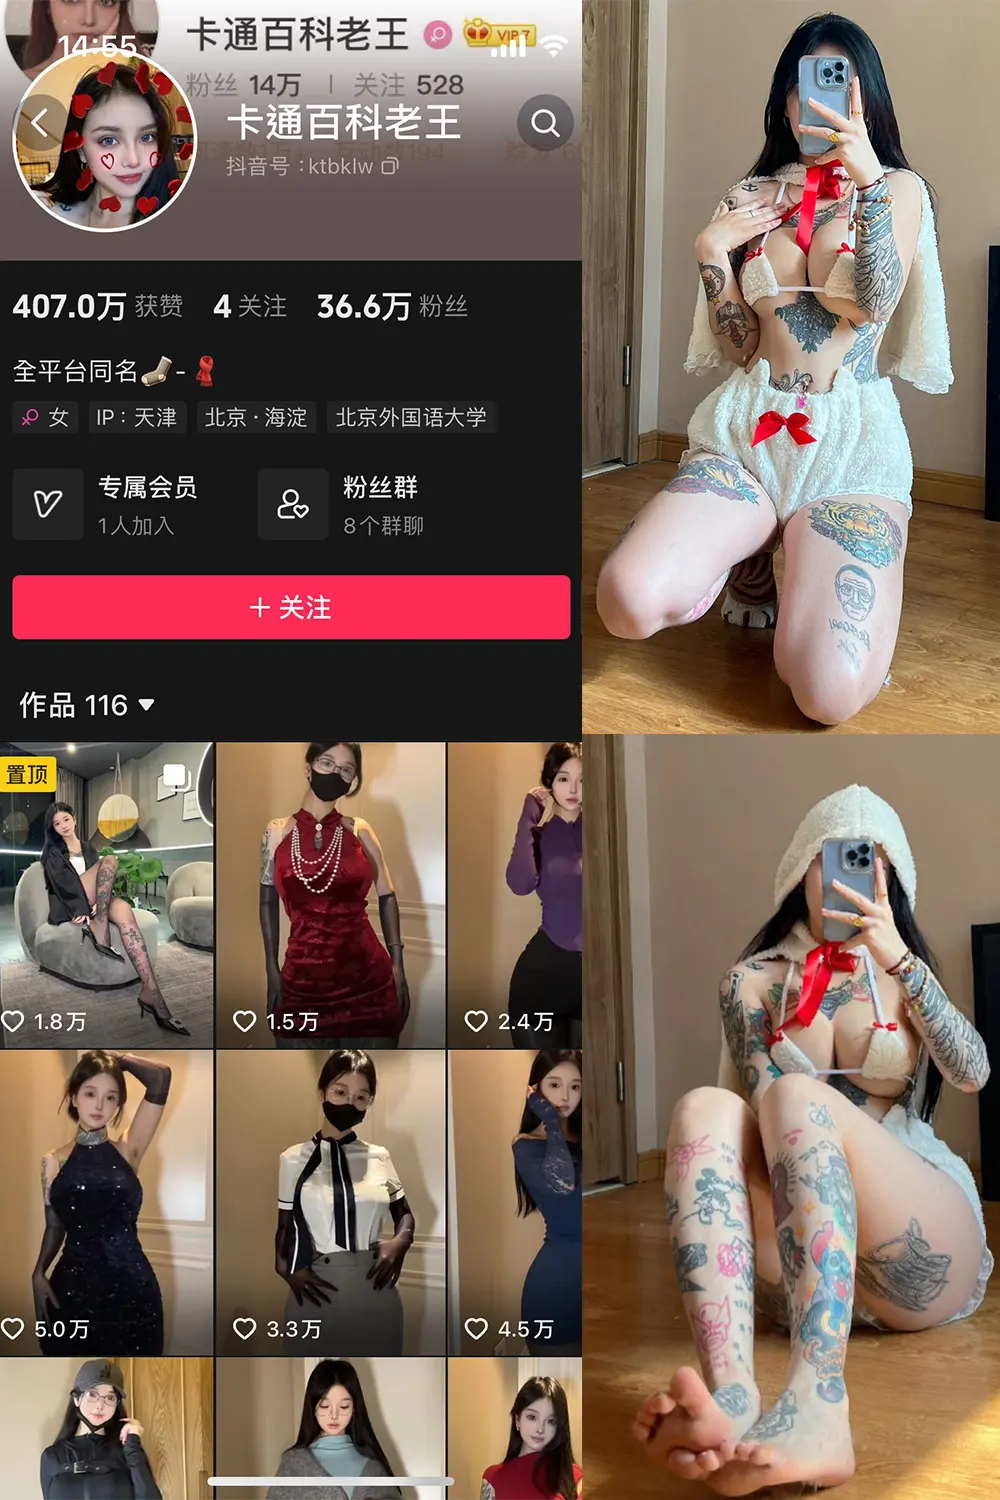 卡通百科老王
VIP 7
14:55
粉丝 14万 | 关注 528
卡通百科老王
抖音号：ktbklw
407.0万 获赞 4 关注 36.6万 粉丝
全平台同名🧦-🧣
女 IP：天津 北京·海淀 北京外国语大学
专属会员
1人加入
粉丝群
8个群聊
＋关注
作品 116
置顶
1.8万
1.5万
2.4万
5.0万
3.3万
4.5万